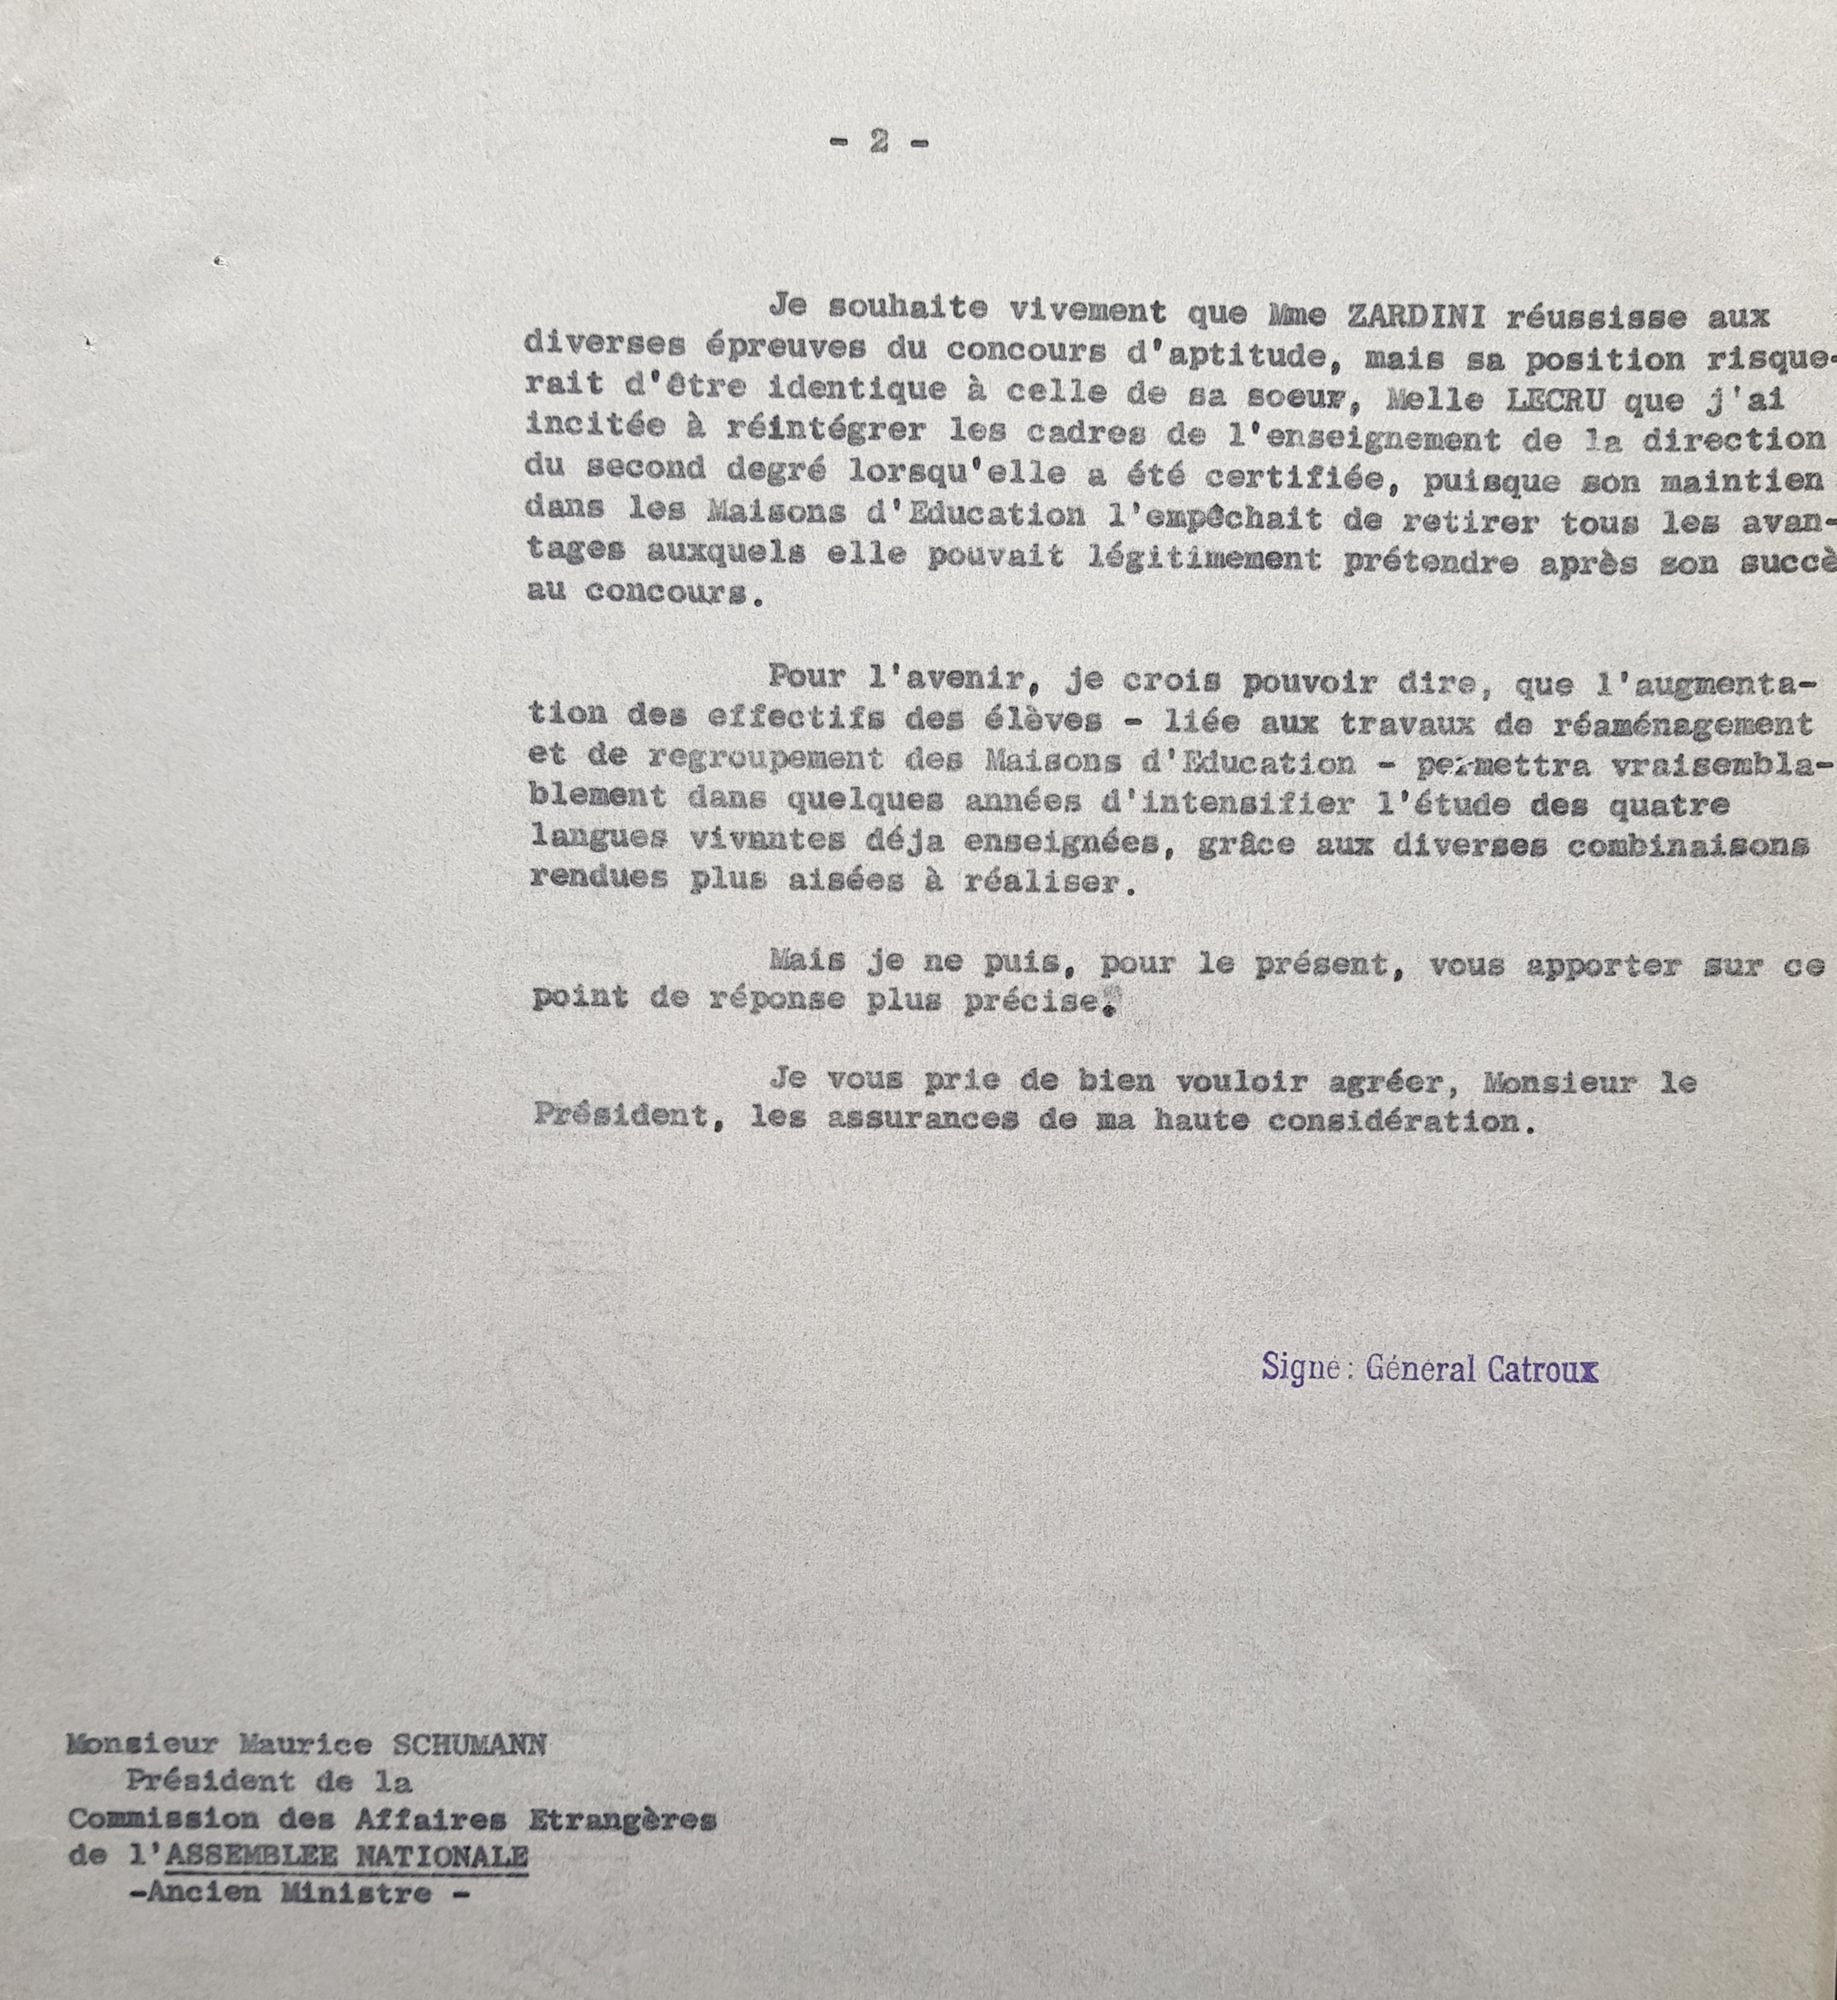 - 2 -
Je souhaite vivement que Mme ZARDINI réussisse aux
diverses épreuves du concours d'aptitude, mais sa position risque-
rait d'être identique à celle de sa soeur, Melle LECRU que j'ai
incitée à réintégrer les cadres de l'enseignement de la direction
du second degré lorsqu'elle a été certifiée, puisque son maintien
dans les Maisons d'Education l'empêchait de retirer tous les avan-
tages auxquels elle pouvait légitimement prétendre après son succè
au concours.
Pour l'avenir, je crois pouvoir dire, que l'augmenta-
tion des effectifs des élèves - liée aux travaux de réaménagement
et de regroupement des Maisons d'Education - permettra vraisembla-
blement dans quelques années d'intensifier l'étude des quatre
langues vivantes déja enseignées, grâce aux diverses combinaisons
rendues plus aisées à réaliser.
Mais je ne puis, pour le présent, vous apporter sur ce
point de réponse plus précise.
Je vous prie de bien vouloir agréer, Monsieur le
Président, les assurances de ma haute considération.
Signé : Général Catroux
Monsieur Maurice SCHUMANN
Président de la
Commission des Affaires Etrangères
de l'ASSEMBLEE NATIONALE
-Ancien Ministre -